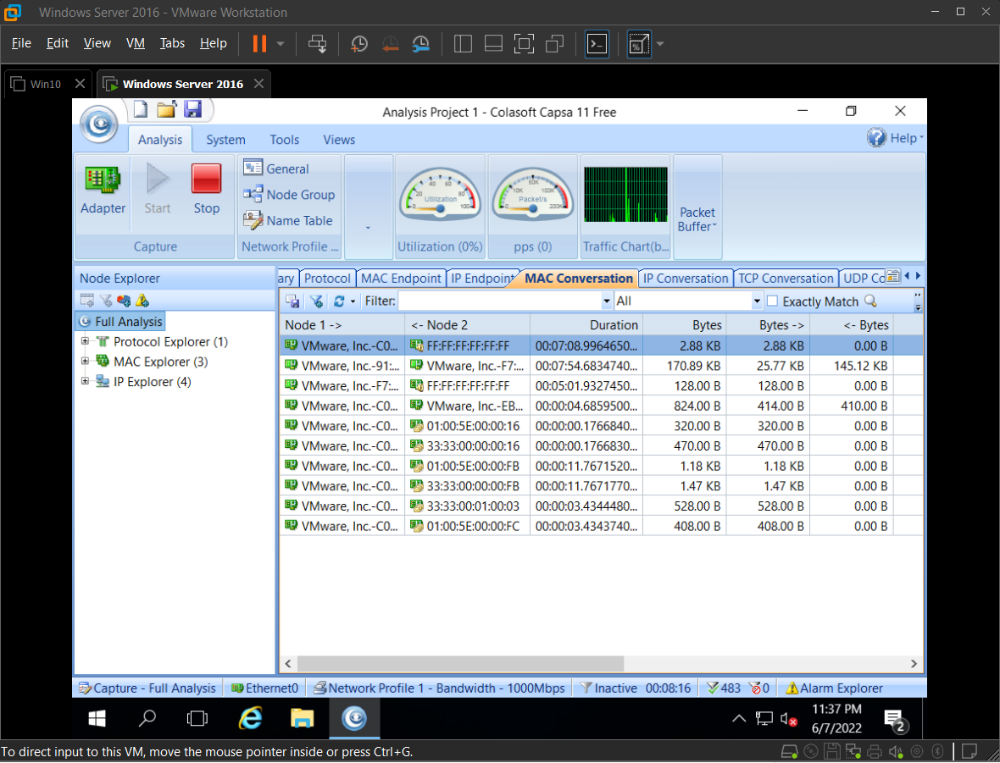 Windows Server 2016 - VMware Workstation
File Edit View VM Tabs Help
Win10 Windows Server 2016
Analysis Project 1 - Colasoft Capsa 11 Free
Analysis System Tools Views Help
Adapter Start Stop
Capture
General
Node Group
Name Table
Network Profile ...
Utilization
Utilization (0%)
Packet/s
pps (0)
Traffic Chart(b...
Packet
Buffer
Node Explorer
Full Analysis
Protocol Explorer (1)
MAC Explorer (3)
IP Explorer (4)
ary Protocol MAC Endpoint IP Endpoint MAC Conversation IP Conversation TCP Conversation UDP Co
Filter: All Exactly Match
Node 1 -> <- Node 2 Duration Bytes Bytes -> <- Bytes
VMware, Inc.-C0... FF:FF:FF:FF:FF:FF 00:07:08.9964650... 2.88 KB 2.88 KB 0.00 B
VMware, Inc.-91:... VMware, Inc.-F7:... 00:07:54.6834740... 170.89 KB 25.77 KB 145.12 KB
VMware, Inc.-F7:... FF:FF:FF:FF:FF:FF 00:05:01.9327450... 128.00 B 128.00 B 0.00 B
VMware, Inc.-C0... VMware, Inc.-EB... 00:00:04.6859500... 824.00 B 414.00 B 410.00 B
VMware, Inc.-C0... 01:00:5E:00:00:16 00:00:00.1766840... 320.00 B 320.00 B 0.00 B
VMware, Inc.-C0... 33:33:00:00:00:16 00:00:00.1766830... 470.00 B 470.00 B 0.00 B
VMware, Inc.-C0... 01:00:5E:00:00:FB 00:00:11.7671520... 1.18 KB 1.18 KB 0.00 B
VMware, Inc.-C0... 33:33:00:00:00:FB 00:00:11.7671770... 1.47 KB 1.47 KB 0.00 B
VMware, Inc.-C0... 33:33:00:01:00:03 00:00:03.4344480... 528.00 B 528.00 B 0.00 B
VMware, Inc.-C0... 01:00:5E:00:00:FC 00:00:03.4343740... 408.00 B 408.00 B 0.00 B
Capture - Full Analysis Ethernet0 Network Profile 1 - Bandwidth - 1000Mbps Inactive 00:08:16 483 0 Alarm Explorer
11:37 PM
6/7/2022
2
To direct input to this VM, move the mouse pointer inside or press Ctrl+G.